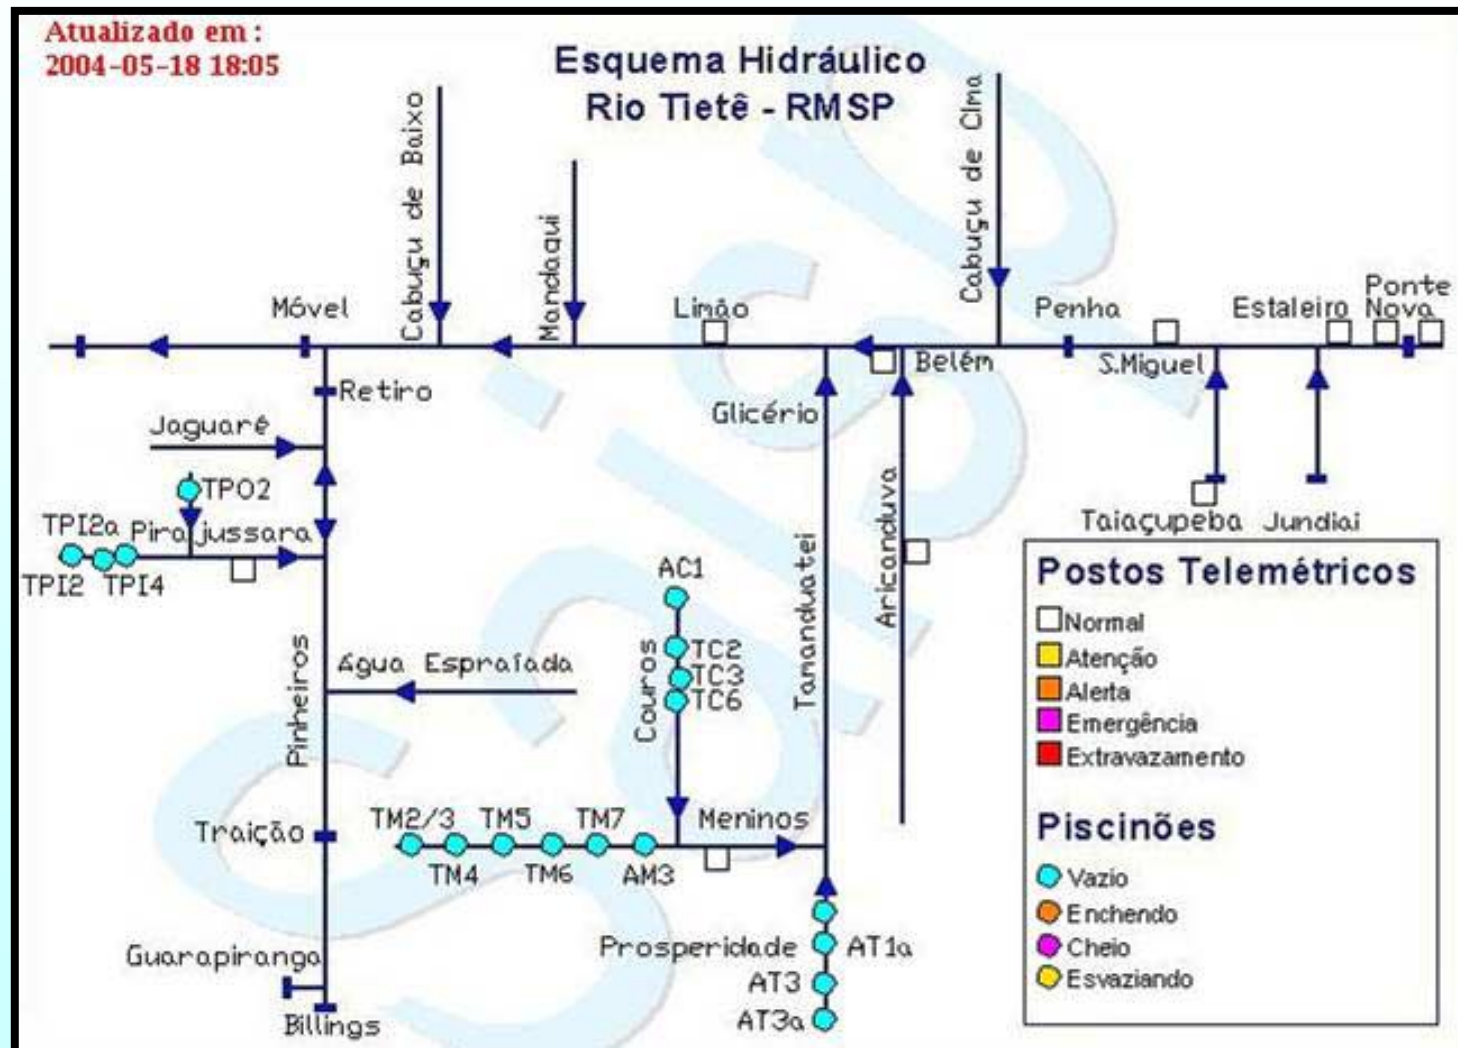 Atualizado em :
2004-05-18 18:05
Esquema Hidráulico
Rio Tietê - RMSP
Cabuçu de Baixo
Mandaqui
Cabuçu de CIma
Móvel
Limão
Penha
Estaleiro
Ponte
Nova
Belém
S.Miguel
Retiro
Glicério
Jaguaré
TPO2
TPI2a
Pirajussara
TPI2
TPI4
Taiaçupeba
Jundiai
Aricanduva
Tamanduatei
AC1
TC2
TC3
TC6
Couros
Água Espraíada
Pinheiros
Traição
TM2/3
TM5
TM7
Meninos
TM4
TM6
AM3
Guarapiranga
Billings
Prosperidade
AT1a
AT3
AT3a
Postos Telemétricos
Normal
Atenção
Alerta
Emergência
Extravazamento
Piscinões
Vazio
Enchendo
Cheio
Esvaziando